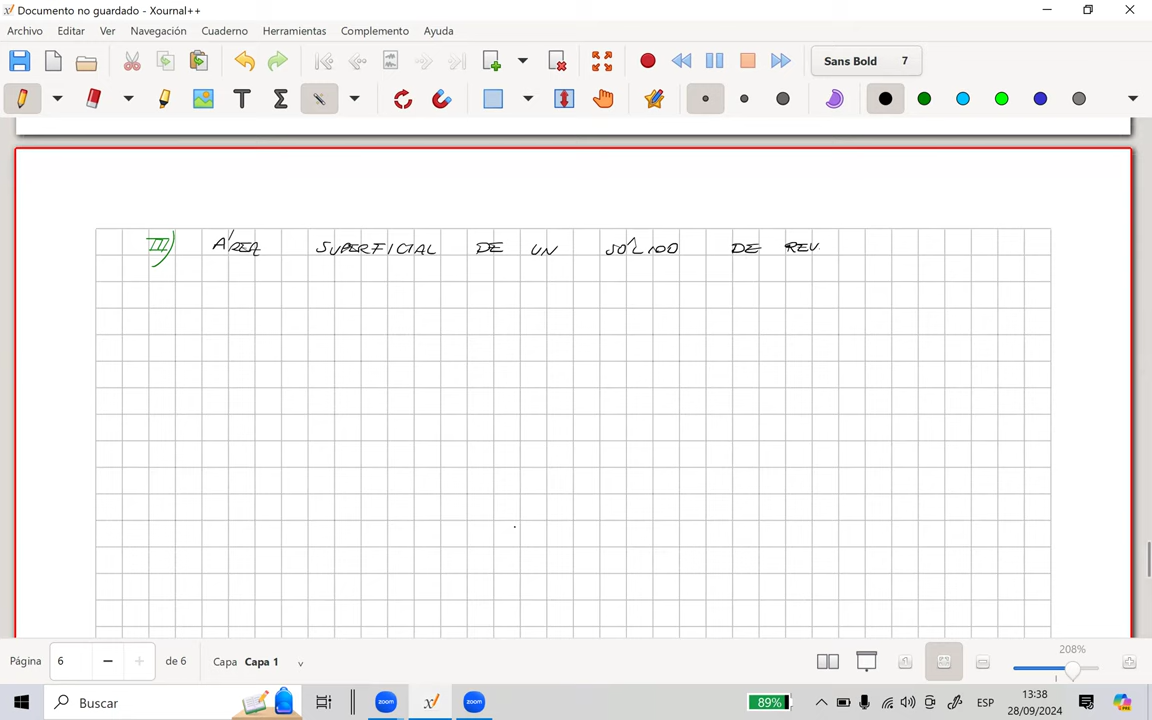 Documento no guardado - Xournal++
Archivo Editar Ver Navegación Cuaderno Herramientas Complemento Ayuda
Sans Bold 7
III) ÁREA SUPERFICIAL DE UN SÓLIDO DE REV.
Página 6 de 6 Capa Capa 1 208%
Buscar zoom zoom 89% ESP 13:38
28/09/2024